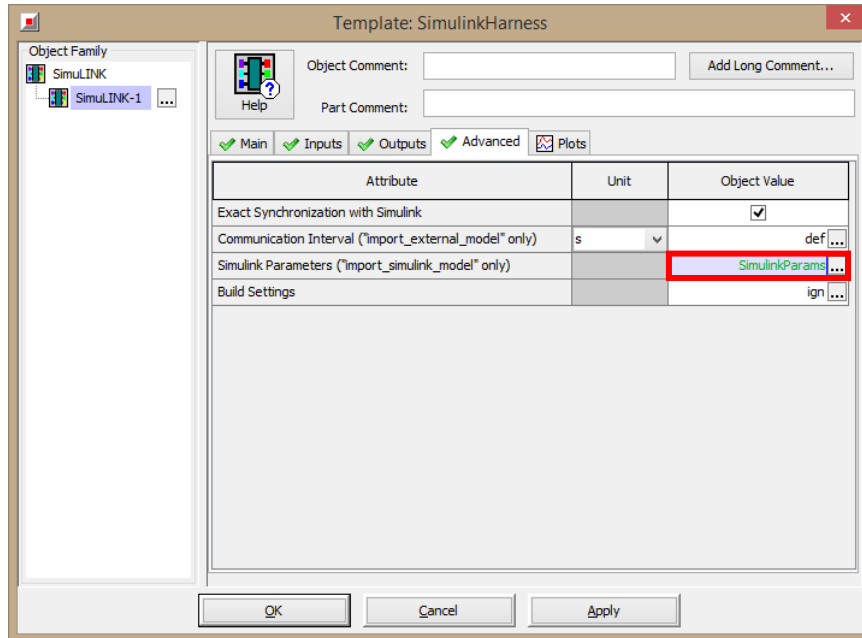 Template: SimulinkHarness
Object Family
SimuLINK
SimuLINK-1 ...
Help
Object Comment:
Add Long Comment...
Part Comment:
Main Inputs Outputs Advanced Plots
Attribute Unit Object Value
Exact Synchronization with Simulink
Communication Interval ("import_external_model" only) s def ...
Simulink Parameters ("import_simulink_model" only) SimulinkParams ...
Build Settings ign ...
OK Cancel Apply